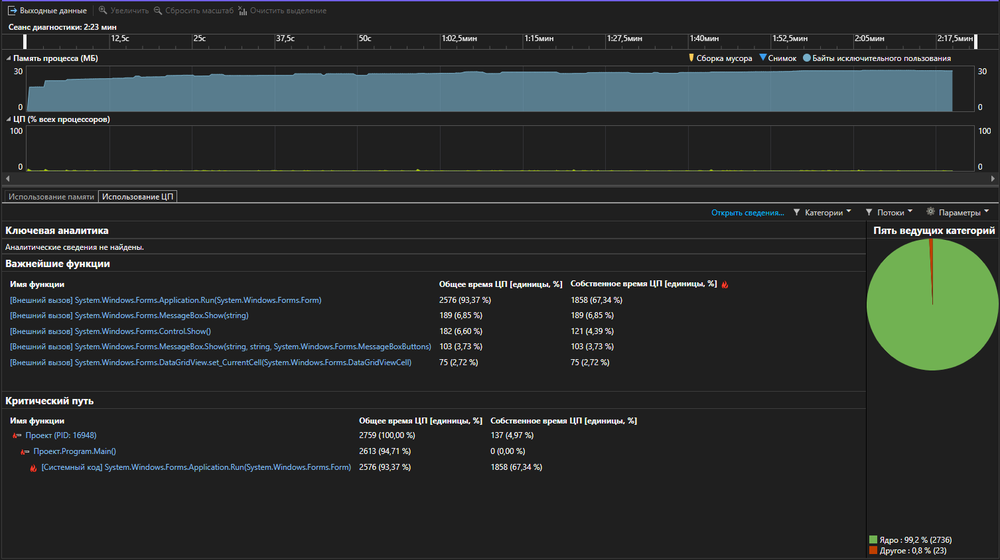 Выходные данные Увеличить Сбросить масштаб Очистить выделение
Сеанс диагностики: 2:23 мин
12,5с 25с 37,5с 50с 1:02,5мин 1:15мин 1:27,5мин 1:40мин 1:52,5мин 2:05мин 2:17,5мин
Память процесса (МБ) Сборка мусора Снимок Байты исключительного пользования
30 30
0 0
ЦП (% всех процессоров)
100 100
0 0
Использование памяти Использование ЦП
Открыть сведения... Категории Потоки Параметры
Ключевая аналитика
Аналитические сведения не найдены.
Важнейшие функции
Имя функции Общее время ЦП [единицы, %] Собственное время ЦП [единицы, %]
[Внешний вызов] System.Windows.Forms.Application.Run(System.Windows.Forms.Form) 2576 (93,37 %) 1858 (67,34 %)
[Внешний вызов] System.Windows.Forms.MessageBox.Show(string) 189 (6,85 %) 189 (6,85 %)
[Внешний вызов] System.Windows.Forms.Control.Show() 182 (6,60 %) 121 (4,39 %)
[Внешний вызов] System.Windows.Forms.MessageBox.Show(string, string, System.Windows.Forms.MessageBoxButtons) 103 (3,73 %) 103 (3,73 %)
[Внешний вызов] System.Windows.Forms.DataGridView.set_CurrentCell(System.Windows.Forms.DataGridViewCell) 75 (2,72 %) 75 (2,72 %)
Критический путь
Имя функции Общее время ЦП [единицы, %] Собственное время ЦП [единицы, %]
Проект (PID: 16948) 2759 (100,00 %) 137 (4,97 %)
Проект.Program.Main() 2613 (94,71 %) 0 (0,00 %)
[Системный код] System.Windows.Forms.Application.Run(System.Windows.Forms.Form) 2576 (93,37 %) 1858 (67,34 %)
Пять ведущих категорий
Ядро : 99,2 % (2736)
Другое : 0,8 % (23)